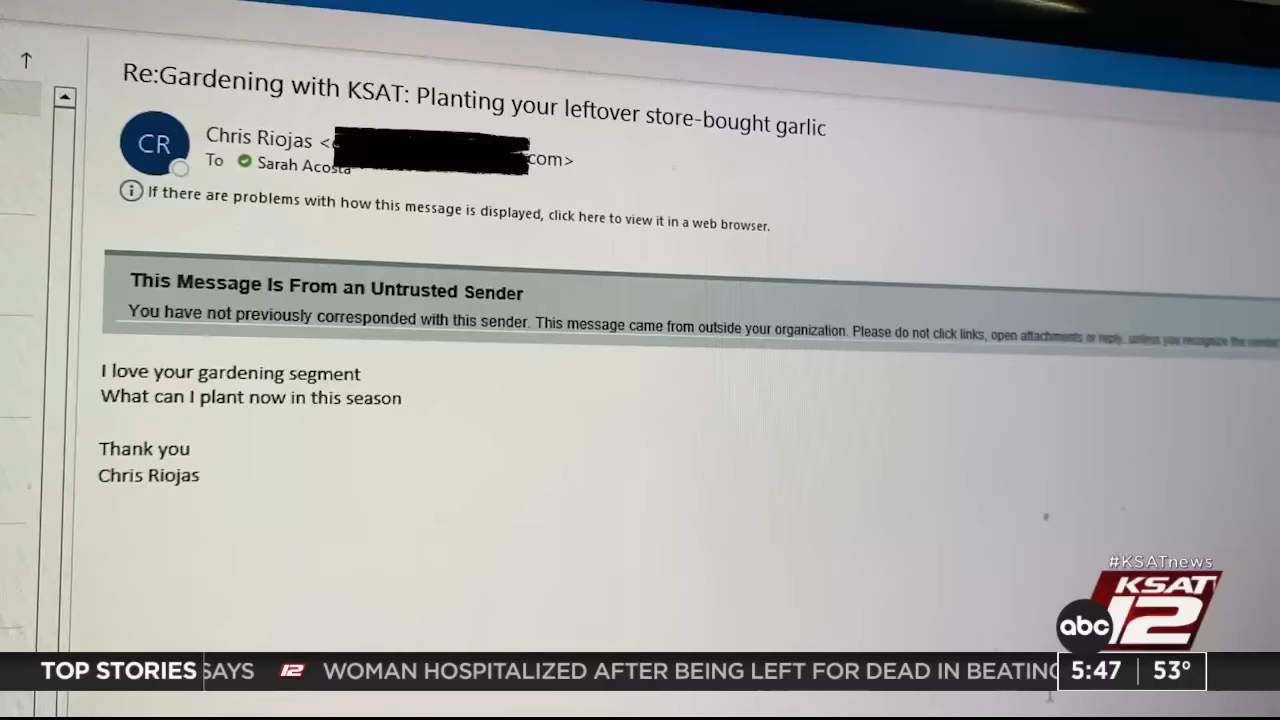 Re:Gardening with KSAT: Planting your leftover store-bought garlic
CR
Chris Riojas <
com>
To Sarah Acosta
If there are problems with how this message is displayed, click here to view it in a web browser.
This Message Is From an Untrusted Sender
You have not previously corresponded with this sender. This message came from outside your organization. Please do not click links, open attachments or reply, unless you recognize the
I love your gardening segment
What can I plant now in this season
Thank you
Chris Riojas
#KSATnews
KSAT
abc 12
TOP STORIES SAYS 12 WOMAN HOSPITALIZED AFTER BEING LEFT FOR DEAD IN BEATING 5:47 53°